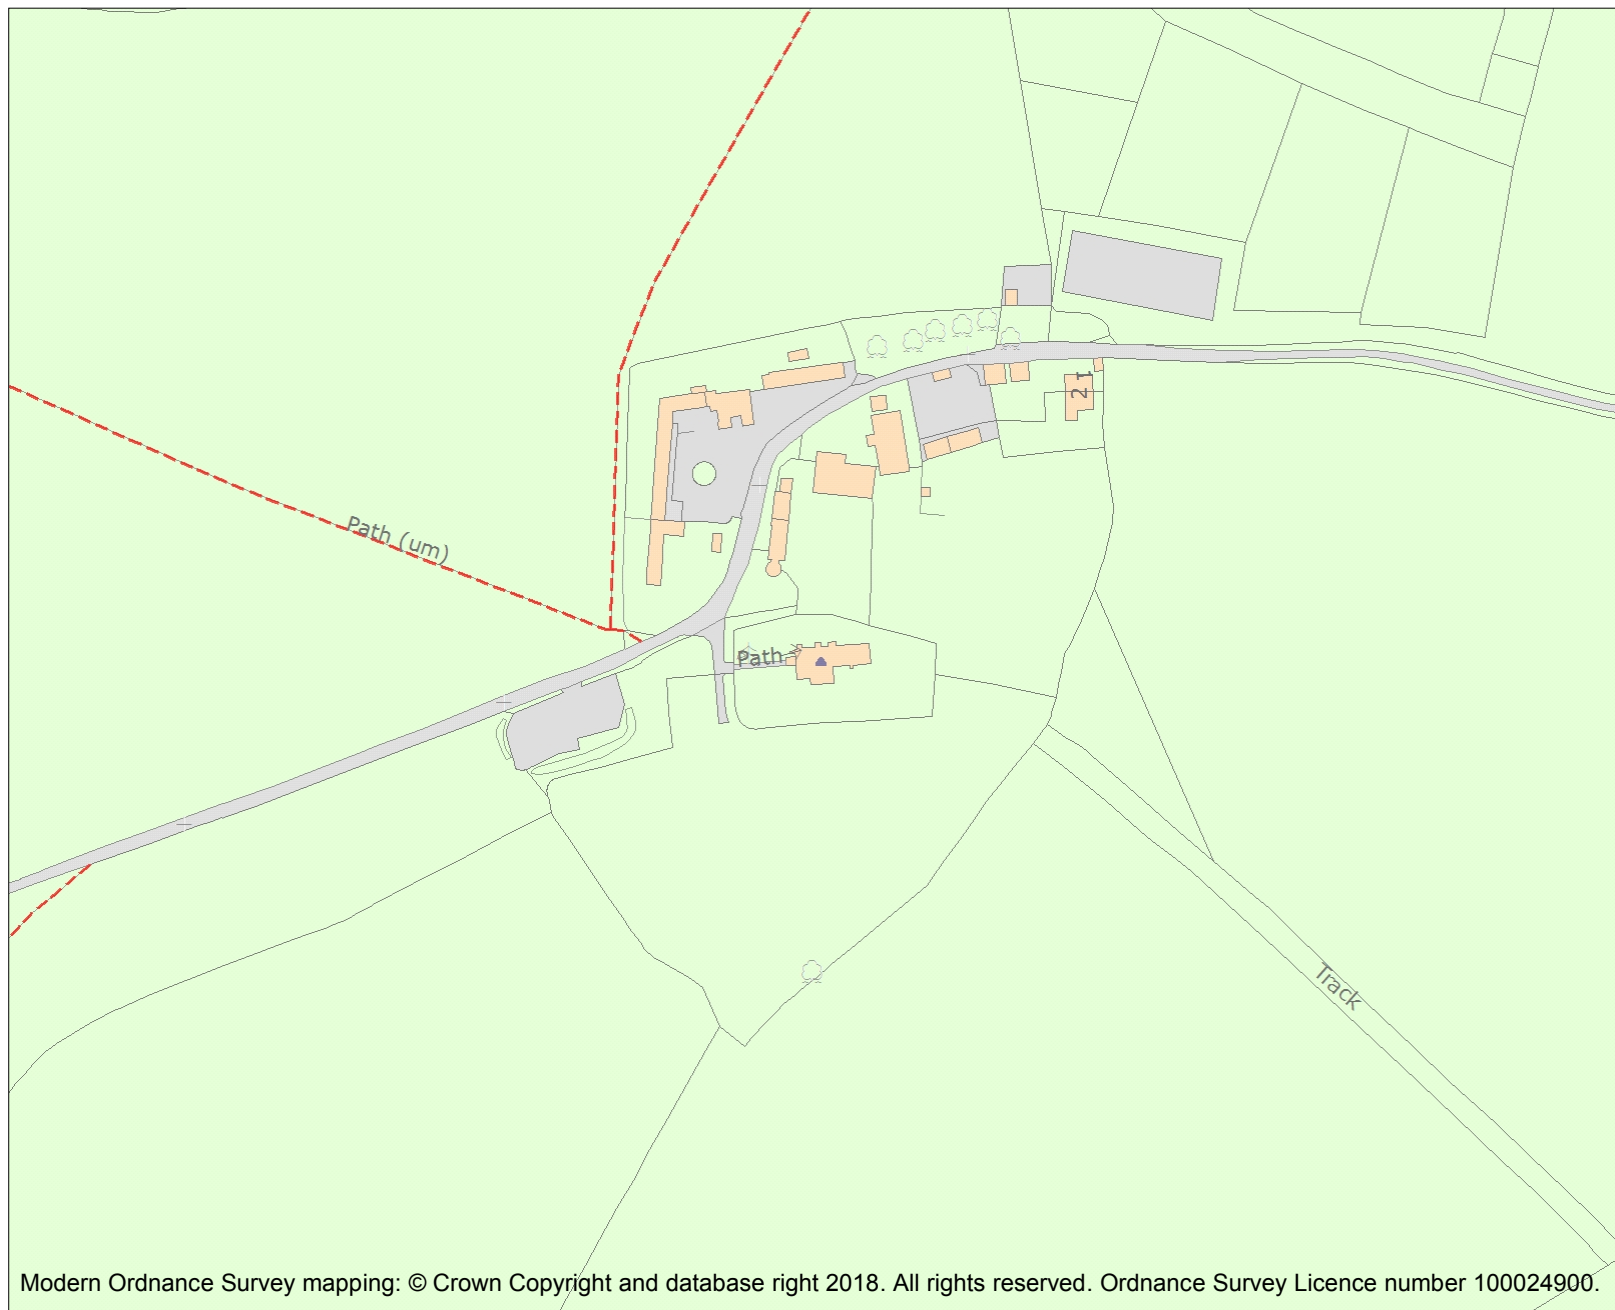 1
2
Path (um)
Path
Track
Modern Ordnance Survey mapping: © Crown Copyright and database right 2018. All rights reserved. Ordnance Survey Licence number 100024900.